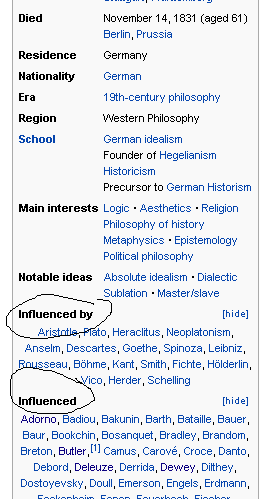 Died November 14, 1831 (aged 61)
Berlin, Prussia
Residence Germany
Nationality German
Era 19th-century philosophy
Region Western Philosophy
School German idealism
Founder of Hegelianism
Historicism
Precursor to German Historism
Main interests Logic · Aesthetics · Religion
Philosophy of history
Metaphysics · Epistemology
Political philosophy
Notable ideas Absolute idealism · Dialectic
Sublation · Master/slave
Influenced by [hide]
Aristotle, Plato, Heraclitus, Neoplatonism,
Anselm, Descartes, Goethe, Spinoza, Leibniz,
Rousseau, Böhme, Kant, Smith, Fichte, Hölderlin,
Vico, Herder, Schelling
Influenced [hide]
Adorno, Badiou, Bakunin, Barth, Bataille, Bauer,
Baur, Bookchin, Bosanquet, Bradley, Brandom,
Breton, Butler,[1] Camus, Carové, Croce, Danto,
Debord, Deleuze, Derrida, Dewey, Dilthey,
Dostoyevsky, Doull, Emerson, Engels, Erdmann,